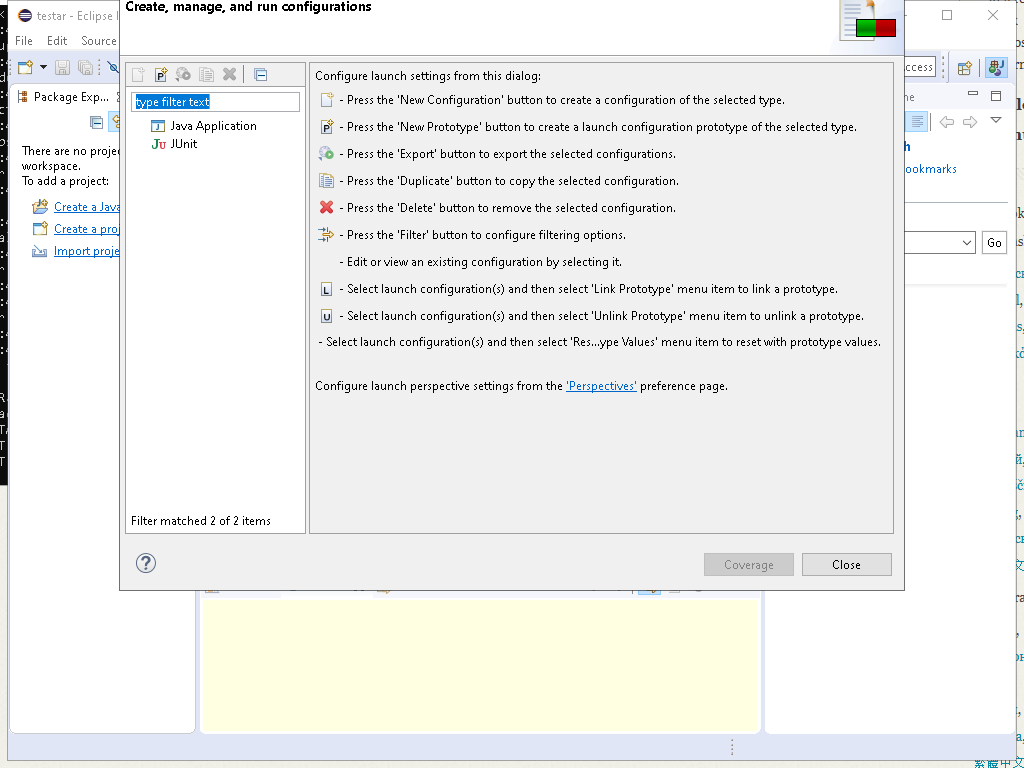 testar - Eclipse I
File Edit Source
Package Exp...
There are no proje
workspace.
To add a project:
Create a Java
Create a pro
Import proje
Create, manage, and run configurations
type filter text
Java Application
JUnit
Filter matched 2 of 2 items
Configure launch settings from this dialog:
- Press the 'New Configuration' button to create a configuration of the selected type.
- Press the 'New Prototype' button to create a launch configuration prototype of the selected type.
- Press the 'Export' button to export the selected configurations.
- Press the 'Duplicate' button to copy the selected configuration.
- Press the 'Delete' button to remove the selected configuration.
- Press the 'Filter' button to configure filtering options.
- Edit or view an existing configuration by selecting it.
- Select launch configuration(s) and then select 'Link Prototype' menu item to link a prototype.
- Select launch configuration(s) and then select 'Unlink Prototype' menu item to unlink a prototype.
- Select launch configuration(s) and then select 'Res...ype Values' menu item to reset with prototype values.
Configure launch perspective settings from the 'Perspectives' preference page.
Coverage
Close
ccess
ne
h
ookmarks
Go
繁體中文